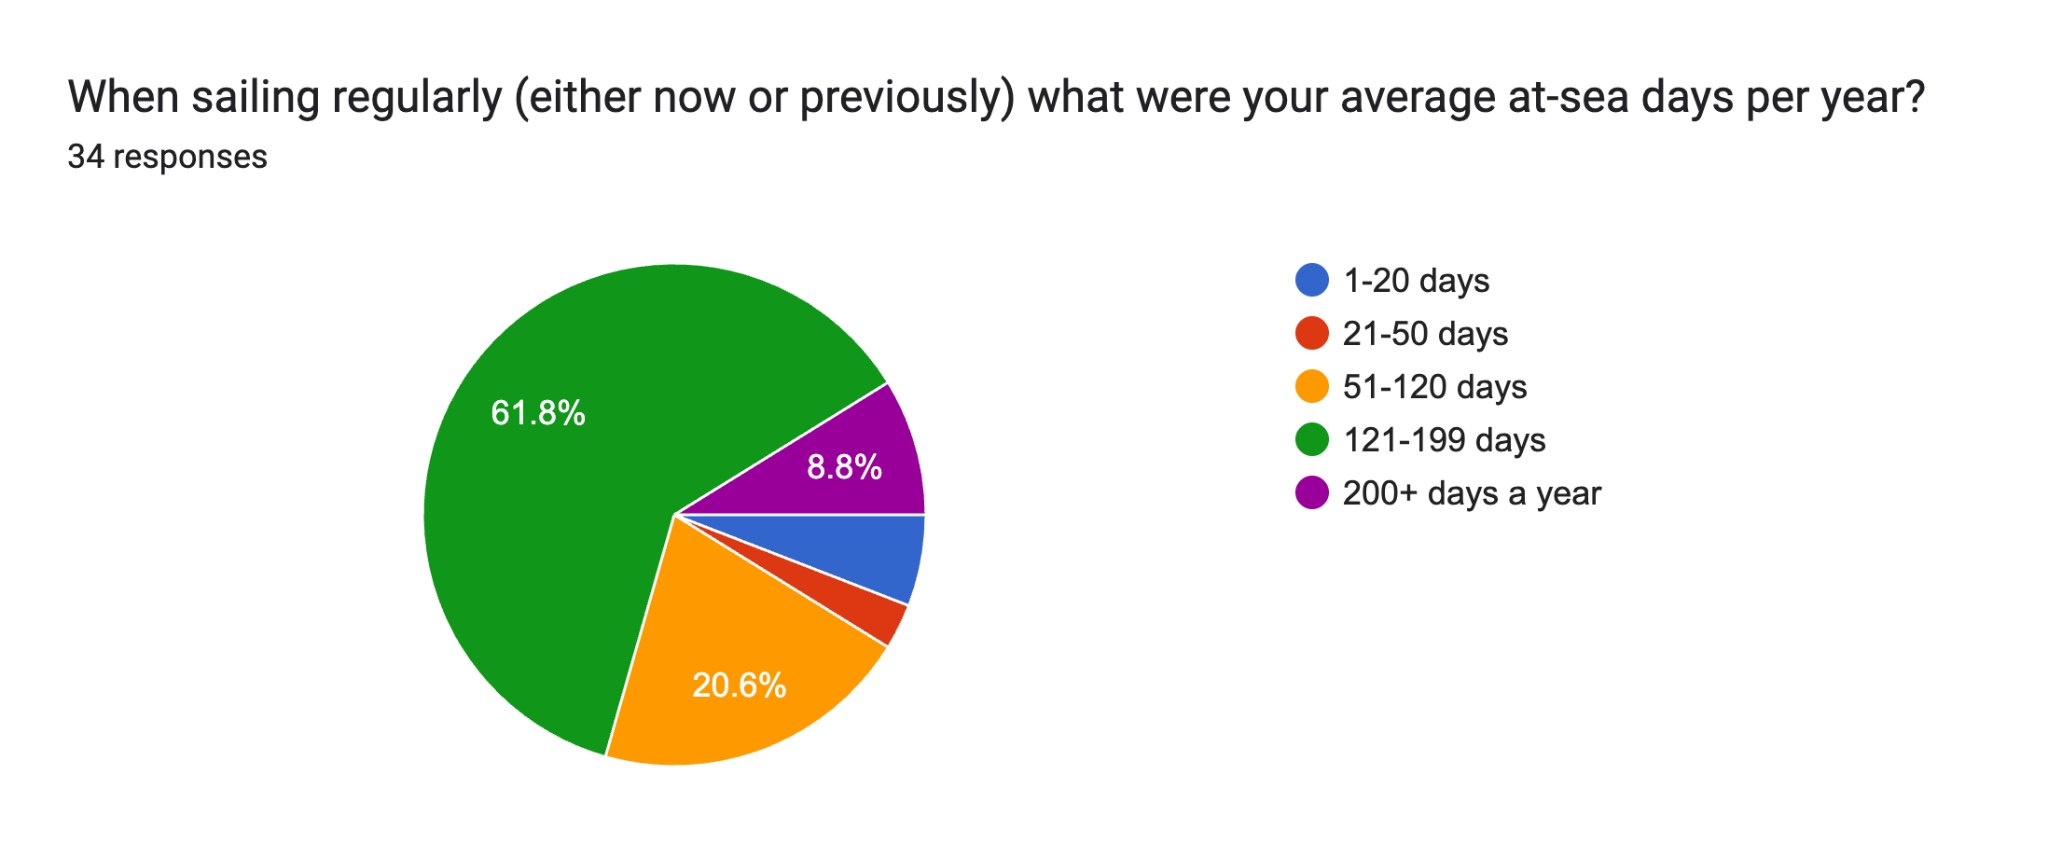 When sailing regularly (either now or previously) what were your average at-sea days per year?
34 responses
61.8%
8.8%
20.6%
1-20 days
21-50 days
51-120 days
121-199 days
200+ days a year